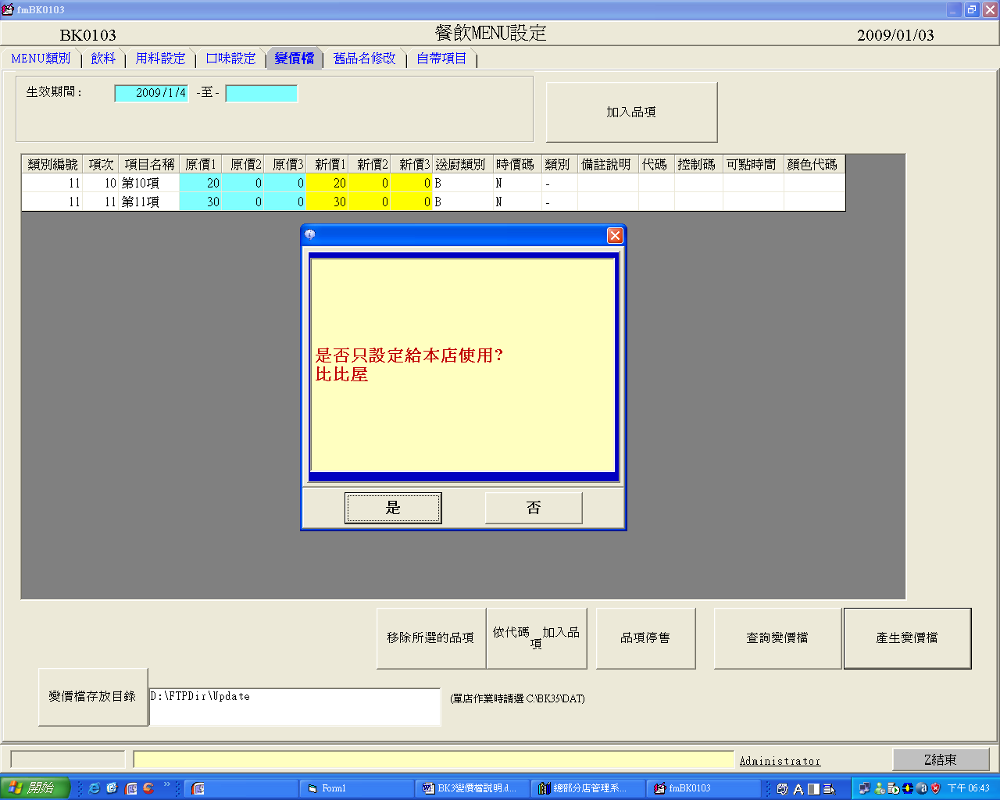 fmBK0103
BK0103
餐飲MENU設定
2009/01/03
MENU類別 飲料 用料設定 口味設定 變價檔 舊品名修改 自帶項目
生效期間: 2009/1/4 -至-
加入品項
類別編號 項次 項目名稱 原價1 原價2 原價3 新價1 新價2 新價3 送廚類別 時價碼 類別 備註說明 代碼 控制碼 可點時間 顏色代碼
11 10 第10項 20 0 0 20 0 0 B N -
11 11 第11項 30 0 0 30 0 0 B N -
是否只設定給本店使用?
比比屋
是 否
移除所選的品項
依代碼__加入品
項
品項停售
查詢變價檔
產生變價檔
變價檔存放目錄
D:\FTPDir\Update
(單店作業時請選 C:\BK35\DAT)
Administrator
Z結束
開始
Form1
BK3變價檔說明.d...
總部分店管理系...
fmBK0103
下午 06:43